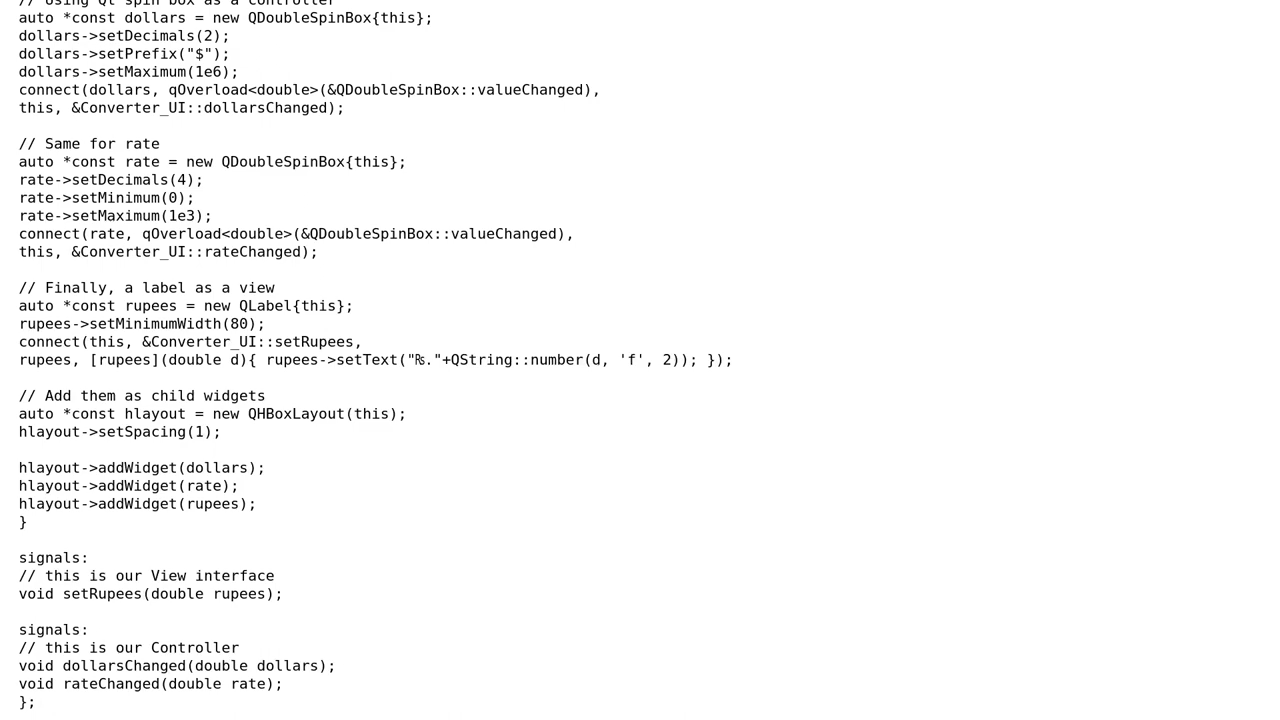 // Using Qt spin box as a controller
auto *const dollars = new QDoubleSpinBox{this};
dollars->setDecimals(2);
dollars->setPrefix("$");
dollars->setMaximum(1e6);
connect(dollars, qOverload<double>(&QDoubleSpinBox::valueChanged),
this, &Converter_UI::dollarsChanged);
// Same for rate
auto *const rate = new QDoubleSpinBox{this};
rate->setDecimals(4);
rate->setMinimum(0);
rate->setMaximum(1e3);
connect(rate, qOverload<double>(&QDoubleSpinBox::valueChanged),
this, &Converter_UI::rateChanged);
// Finally, a label as a view
auto *const rupees = new QLabel{this};
rupees->setMinimumWidth(80);
connect(this, &Converter_UI::setRupees,
rupees, [rupees](double d){ rupees->setText("₨."+QString::number(d, 'f', 2)); });
// Add them as child widgets
auto *const hlayout = new QHBoxLayout(this);
hlayout->setSpacing(1);
hlayout->addWidget(dollars);
hlayout->addWidget(rate);
hlayout->addWidget(rupees);
}
signals:
// this is our View interface
void setRupees(double rupees);
signals:
// this is our Controller
void dollarsChanged(double dollars);
void rateChanged(double rate);
};